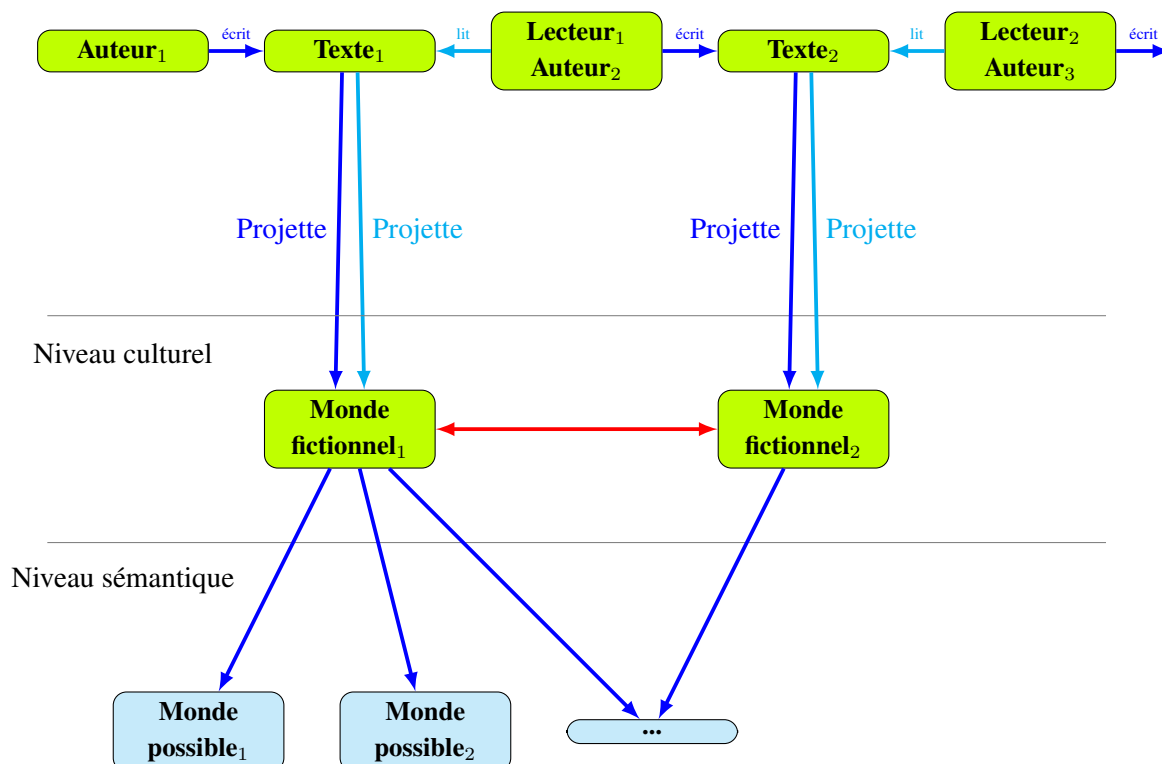 Auteur₁
écrit
Texte₁
lit
Lecteur₁
Auteur₂
écrit
Texte₂
lit
Lecteur₂
Auteur₃
écrit
Projette
Projette
Projette
Projette
Niveau culturel
Monde
fictionnel₁
Monde
fictionnel₂
Niveau sémantique
Monde
possible₁
Monde
possible₂
...